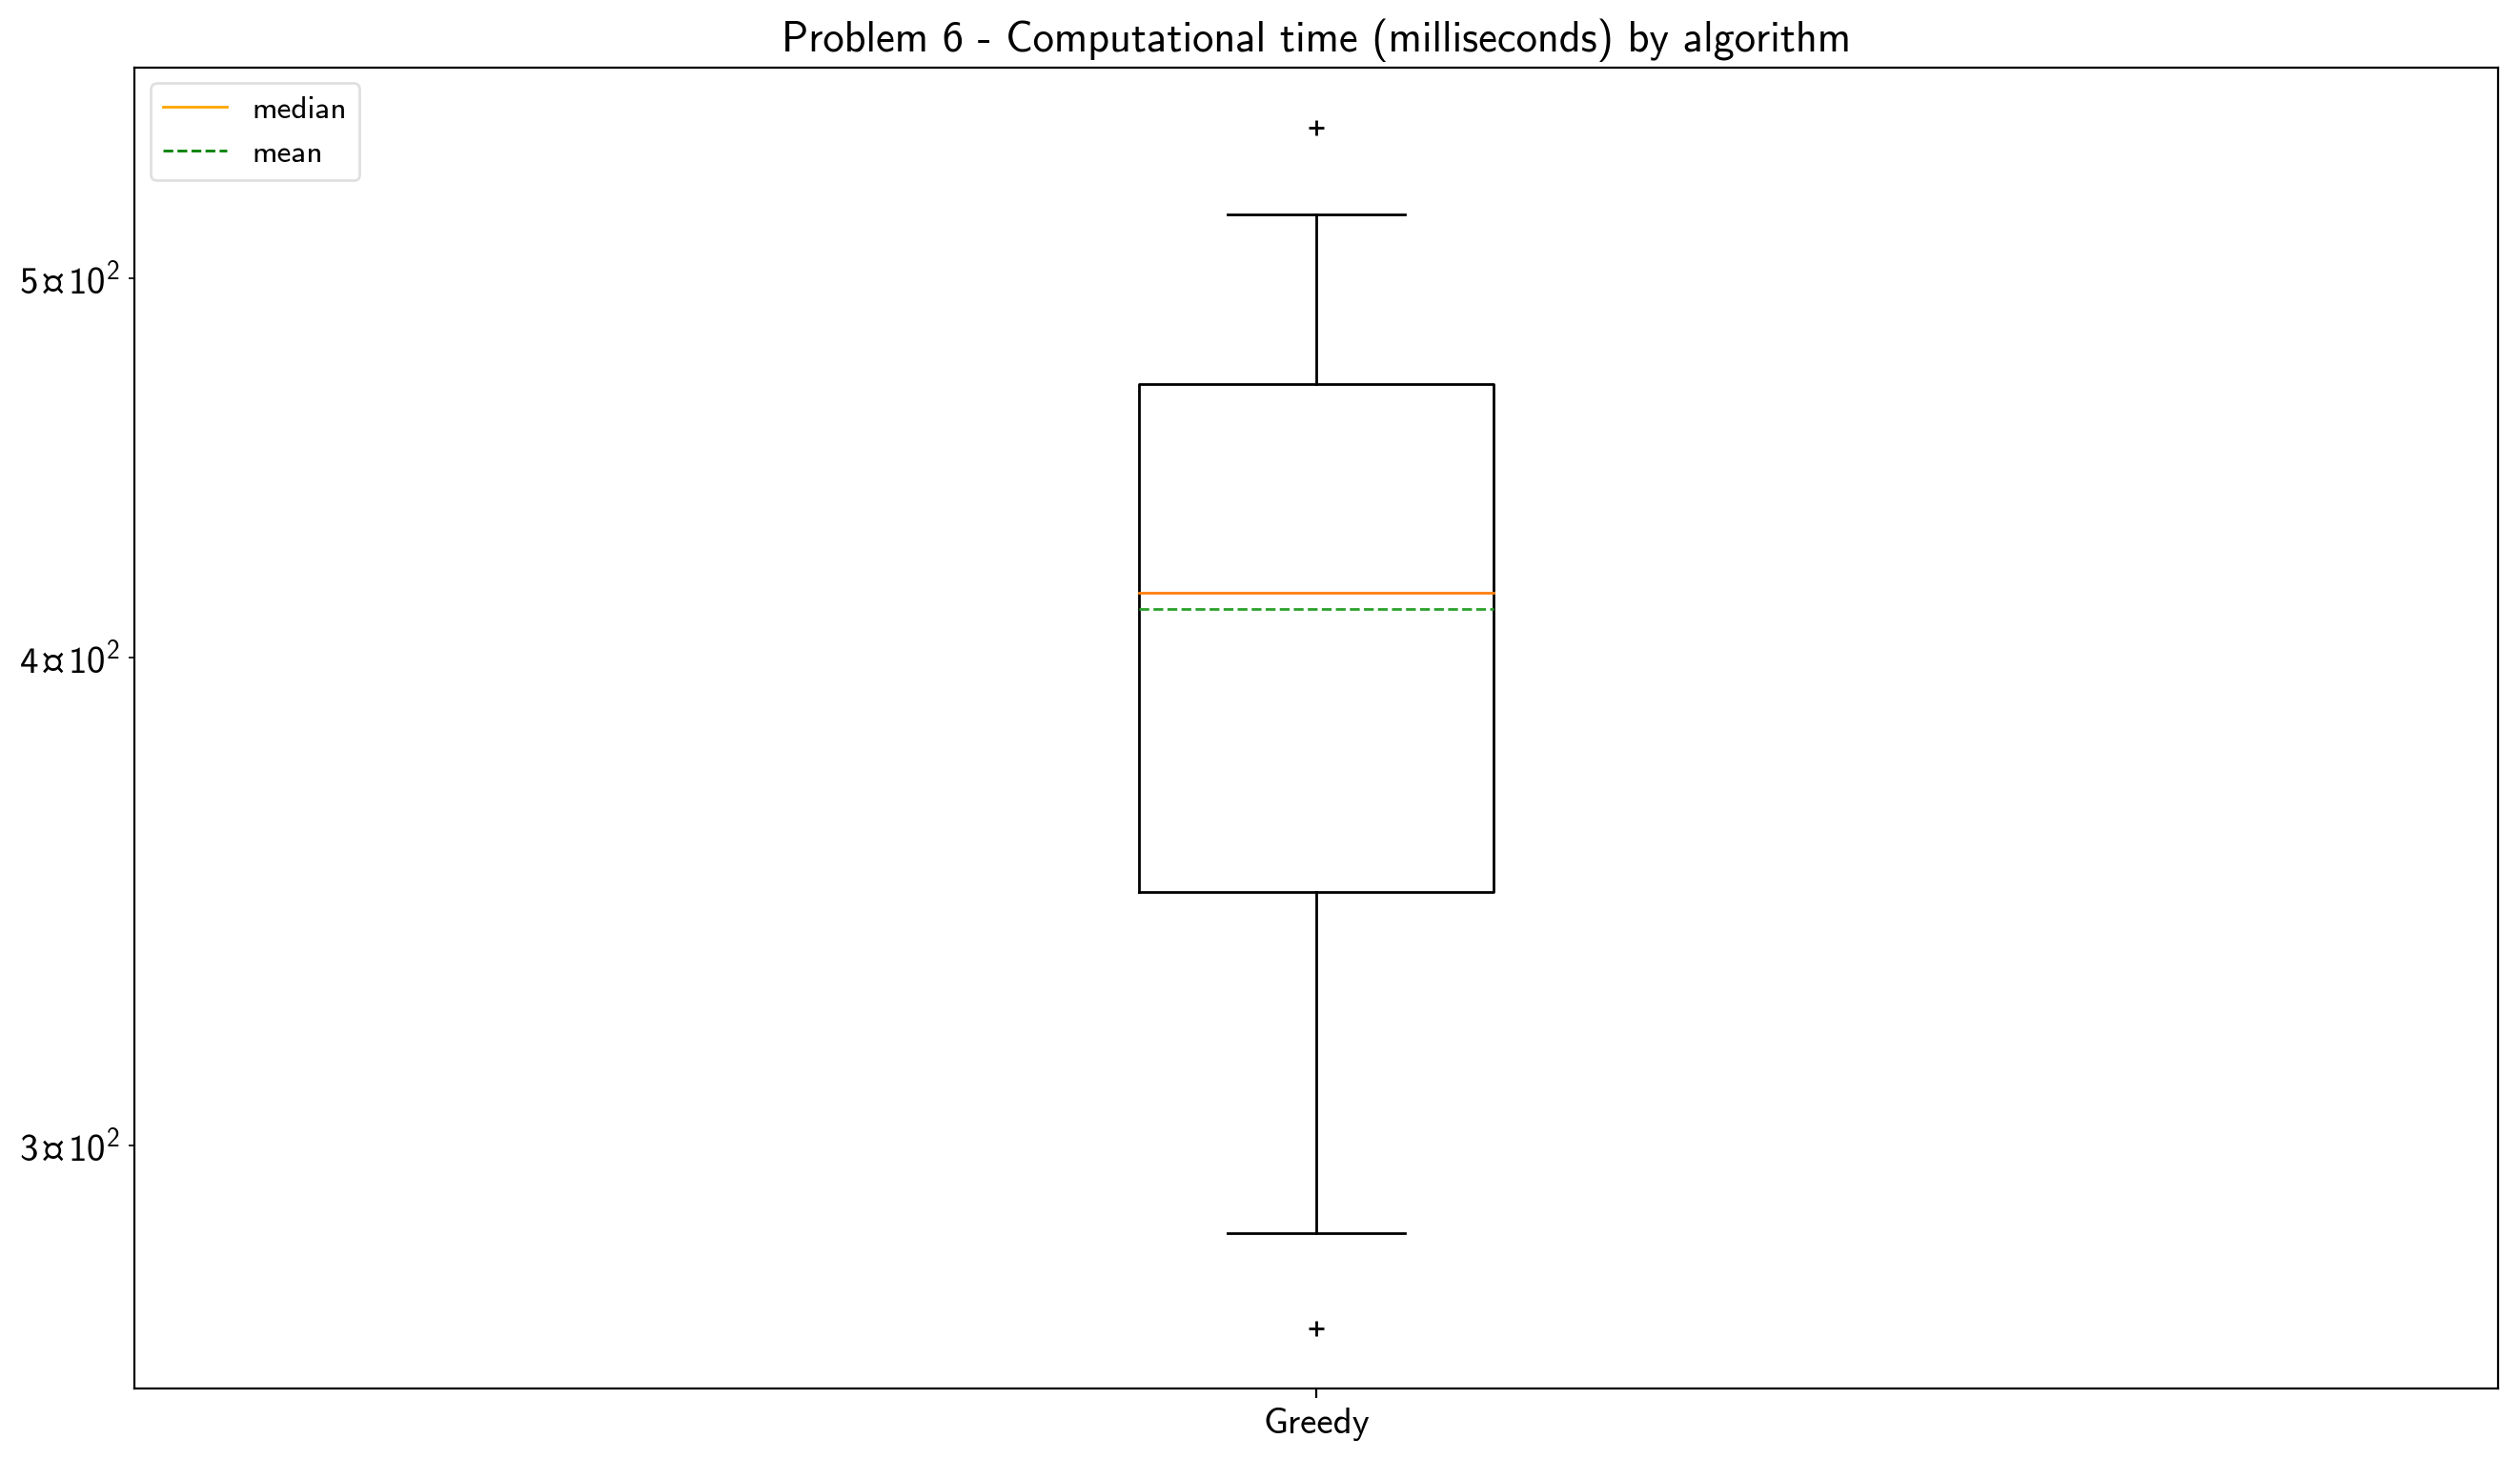 Problem 6 - Computational time (milliseconds) by algorithm
median
mean
5¤10²
4¤10²
3¤10²
Greedy